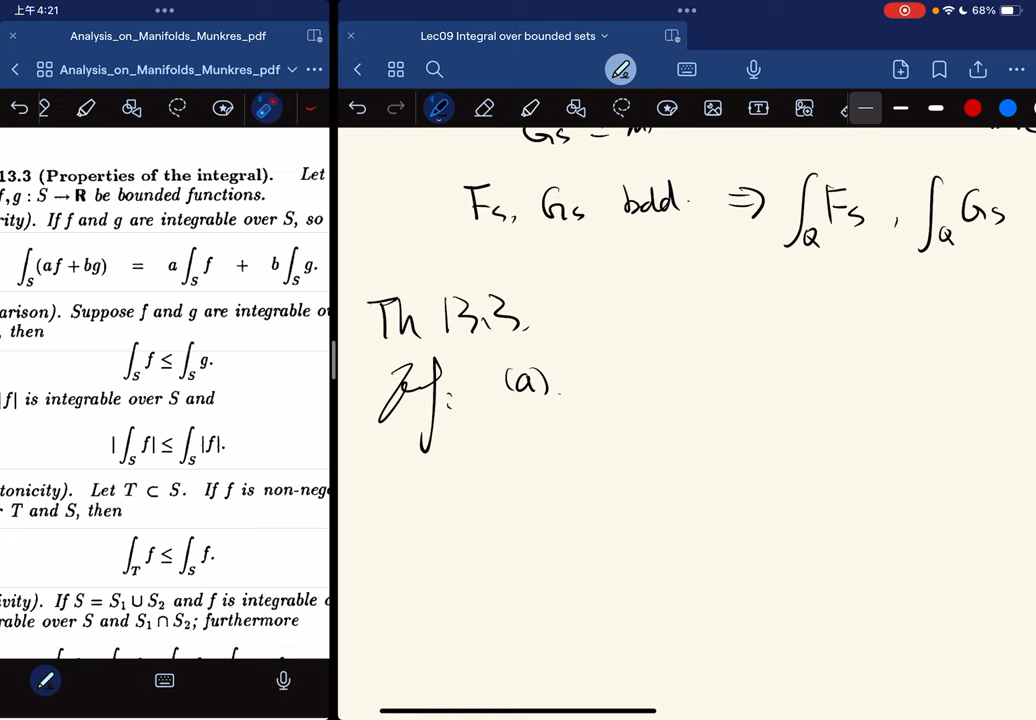 上午4:21
68%
Analysis_on_Manifolds_Munkres_pdf
Analysis_on_Manifolds_Munkres_pdf
13.3 (Properties of the integral). Let
f, g : S → R be bounded functions.
rity). If f and g are integrable over S, so
∫_S (af + bg) = a ∫_S f + b ∫_S g.
arison). Suppose f and g are integrable o
, then
∫_S f ≤ ∫_S g.
|f| is integrable over S and
|∫_S f| ≤ ∫_S |f|.
tonicity). Let T ⊂ S. If f is non-neg
r T and S, then
∫_T f ≤ ∫_S f.
ivity). If S = S₁ ∪ S₂ and f is integrable
rable over S and S₁ ∩ S₂; furthermore
Lec09 Integral over bounded sets
G_S =
F_S, G_S bdd. ⇒ ∫_Q F_S, ∫_Q G_S
Th 13.3.
(a).